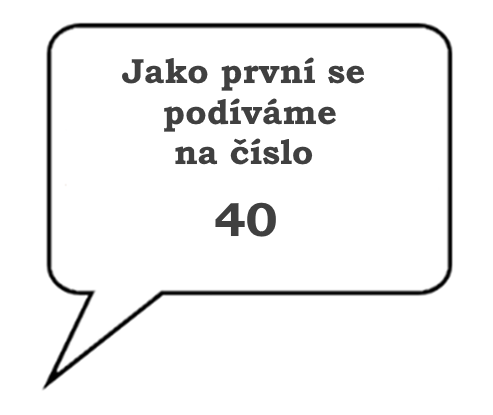 Jako první se
podíváme
na číslo
40